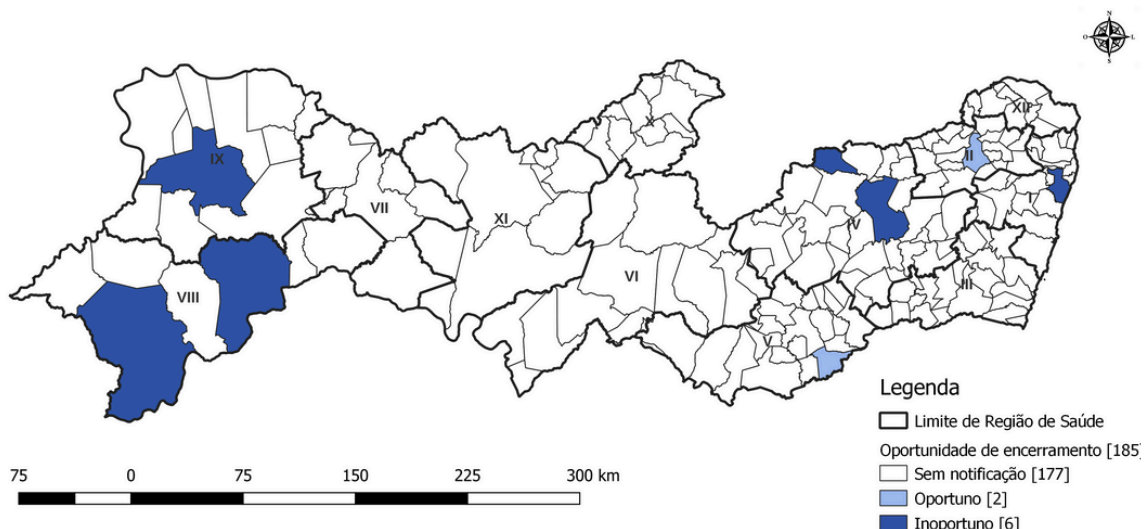 N
O
L
S
XII
X
II
IX
I
VII
XI
V
VI
III
VIII
V
Legenda
Limite de Região de Saúde
Oportunidade de encerramento [185]
Sem notificação [177]
Oportuno [2]
Inoportuno [6]
75 0 75 150 225 300 km